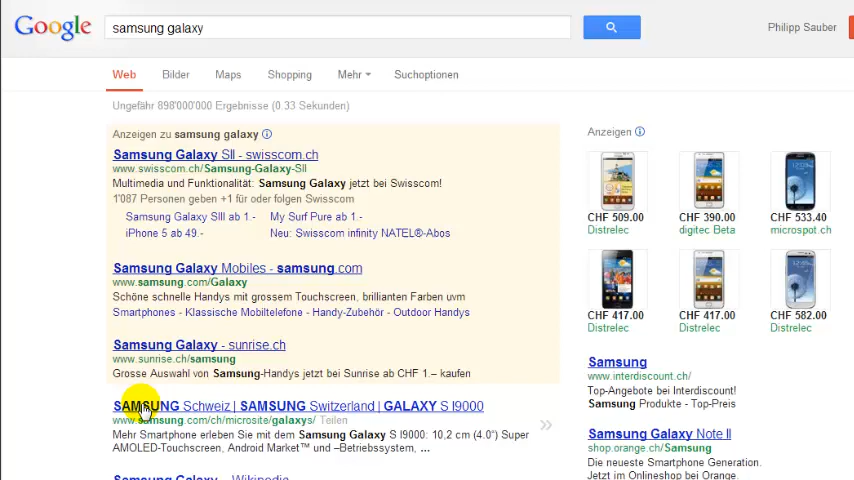 Google
samsung galaxy
Philipp Sauber
Web Bilder Maps Shopping Mehr Suchoptionen
Ungefähr 898'000'000 Ergebnisse (0.33 Sekunden)
Anzeigen zu samsung galaxy
Samsung Galaxy SII - swisscom.ch
www.swisscom.ch/Samsung-Galaxy-SII
Multimedia und Funktionalität: Samsung Galaxy jetzt bei Swisscom!
1'087 Personen geben +1 für oder folgen Swisscom
Samsung Galaxy SIII ab 1.- My Surf Pure ab 1.-
iPhone 5 ab 49.- Neu: Swisscom infinity NATEL®-Abos
Samsung Galaxy Mobiles - samsung.com
www.samsung.com/Galaxy
Schöne schnelle Handys mit grossem Touchscreen, brillianten Farben uvm
Smartphones - Klassische Mobiltelefone - Handy-Zubehör - Outdoor Handys
Samsung Galaxy - sunrise.ch
www.sunrise.ch/samsung
Grosse Auswahl von Samsung-Handys jetzt bei Sunrise ab CHF 1.– kaufen
SAMSUNG Schweiz | SAMSUNG Switzerland | GALAXY S I9000
www.samsung.com/ch/microsite/galaxys/ Teilen
Mehr Smartphone erleben Sie mit dem Samsung Galaxy S I9000: 10,2 cm (4.0") Super
AMOLED-Touchscreen, Android Market™ und –Betriebssystem, ...
Samsung Galaxy – Wikipedia
Anzeigen
CHF 509.00 CHF 390.00 CHF 533.40
Distrelec digitec Beta microspot.ch
CHF 417.00 CHF 417.00 CHF 582.00
Distrelec Distrelec Distrelec
Samsung
www.interdiscount.ch/
Top-Angebote bei Interdiscount!
Samsung Produkte - Top-Preis
Samsung Galaxy Note II
shop.orange.ch/Samsung
Die neueste Smartphone Generation.
Jetzt im Onlineshop bei Orange.